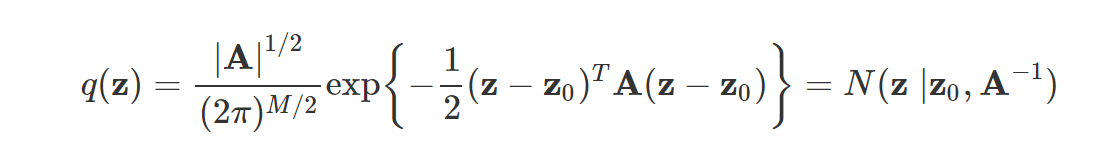 q(𝐳) = |𝐀|^{1/2} / (2π)^{M/2} exp{ −1/2 (𝐳 − 𝐳₀)^T 𝐀(𝐳 − 𝐳₀) } = N(𝐳 |𝐳₀, 𝐀^{−1})